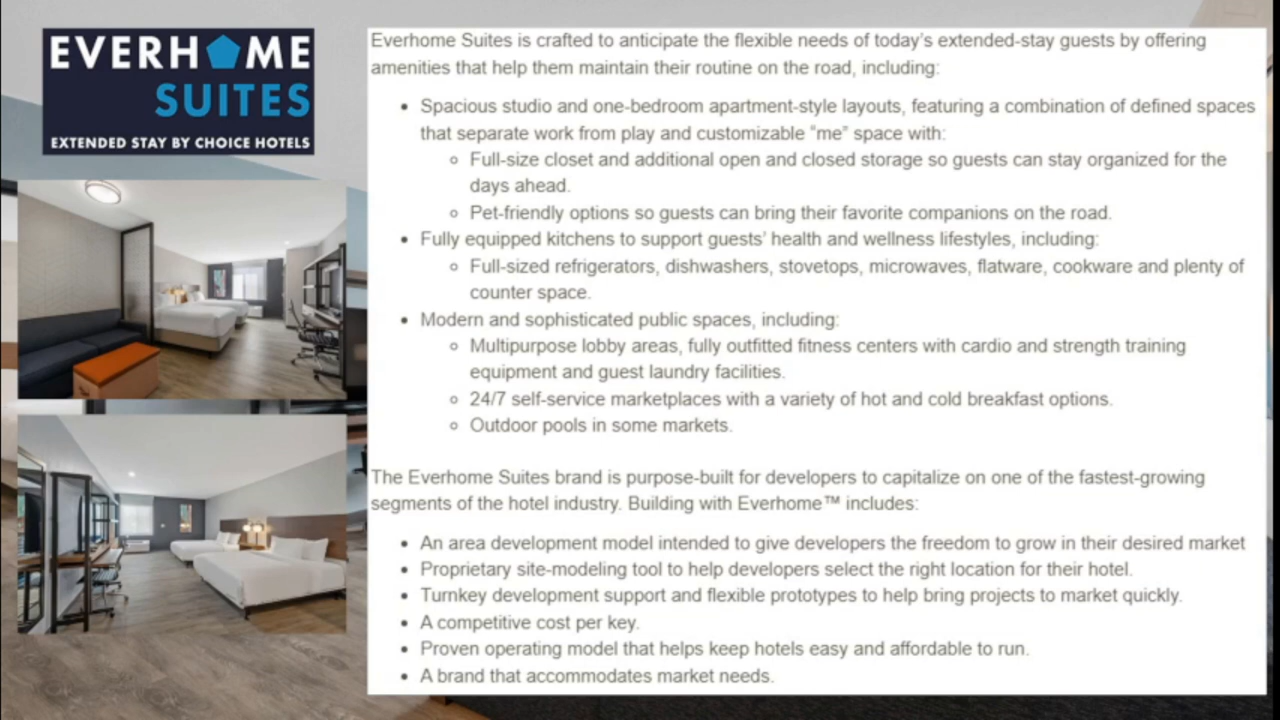 EVERHOME
SUITES
EXTENDED STAY BY CHOICE HOTELS
Everhome Suites is crafted to anticipate the flexible needs of today's extended-stay guests by offering
amenities that help them maintain their routine on the road, including:
• Spacious studio and one-bedroom apartment-style layouts, featuring a combination of defined spaces
that separate work from play and customizable “me” space with:
◦ Full-size closet and additional open and closed storage so guests can stay organized for the
days ahead.
◦ Pet-friendly options so guests can bring their favorite companions on the road.
• Fully equipped kitchens to support guests' health and wellness lifestyles, including:
◦ Full-sized refrigerators, dishwashers, stovetops, microwaves, flatware, cookware and plenty of
counter space.
• Modern and sophisticated public spaces, including:
◦ Multipurpose lobby areas, fully outfitted fitness centers with cardio and strength training
equipment and guest laundry facilities.
◦ 24/7 self-service marketplaces with a variety of hot and cold breakfast options.
◦ Outdoor pools in some markets.
The Everhome Suites brand is purpose-built for developers to capitalize on one of the fastest-growing
segments of the hotel industry. Building with Everhome™ includes:
• An area development model intended to give developers the freedom to grow in their desired market
• Proprietary site-modeling tool to help developers select the right location for their hotel.
• Turnkey development support and flexible prototypes to help bring projects to market quickly.
• A competitive cost per key.
• Proven operating model that helps keep hotels easy and affordable to run.
• A brand that accommodates market needs.